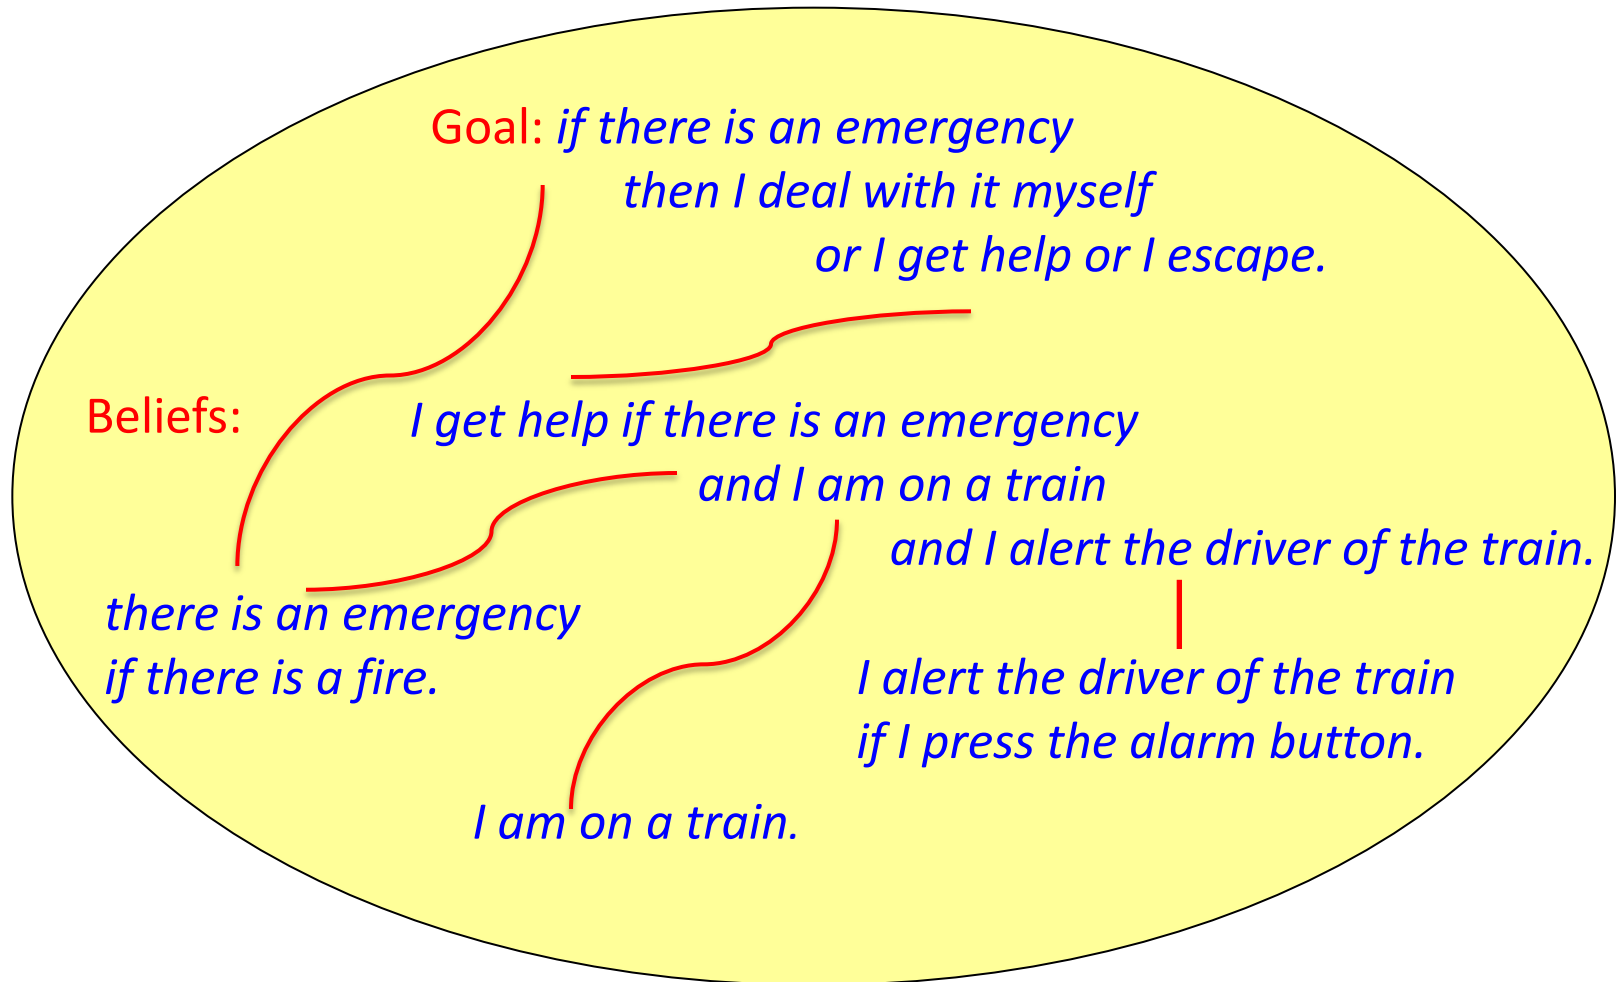 Goal: if there is an emergency
then I deal with it myself
or I get help or I escape.
Beliefs:
I get help if there is an emergency
and I am on a train
and I alert the driver of the train.
there is an emergency
if there is a fire.
I alert the driver of the train
if I press the alarm button.
I am on a train.